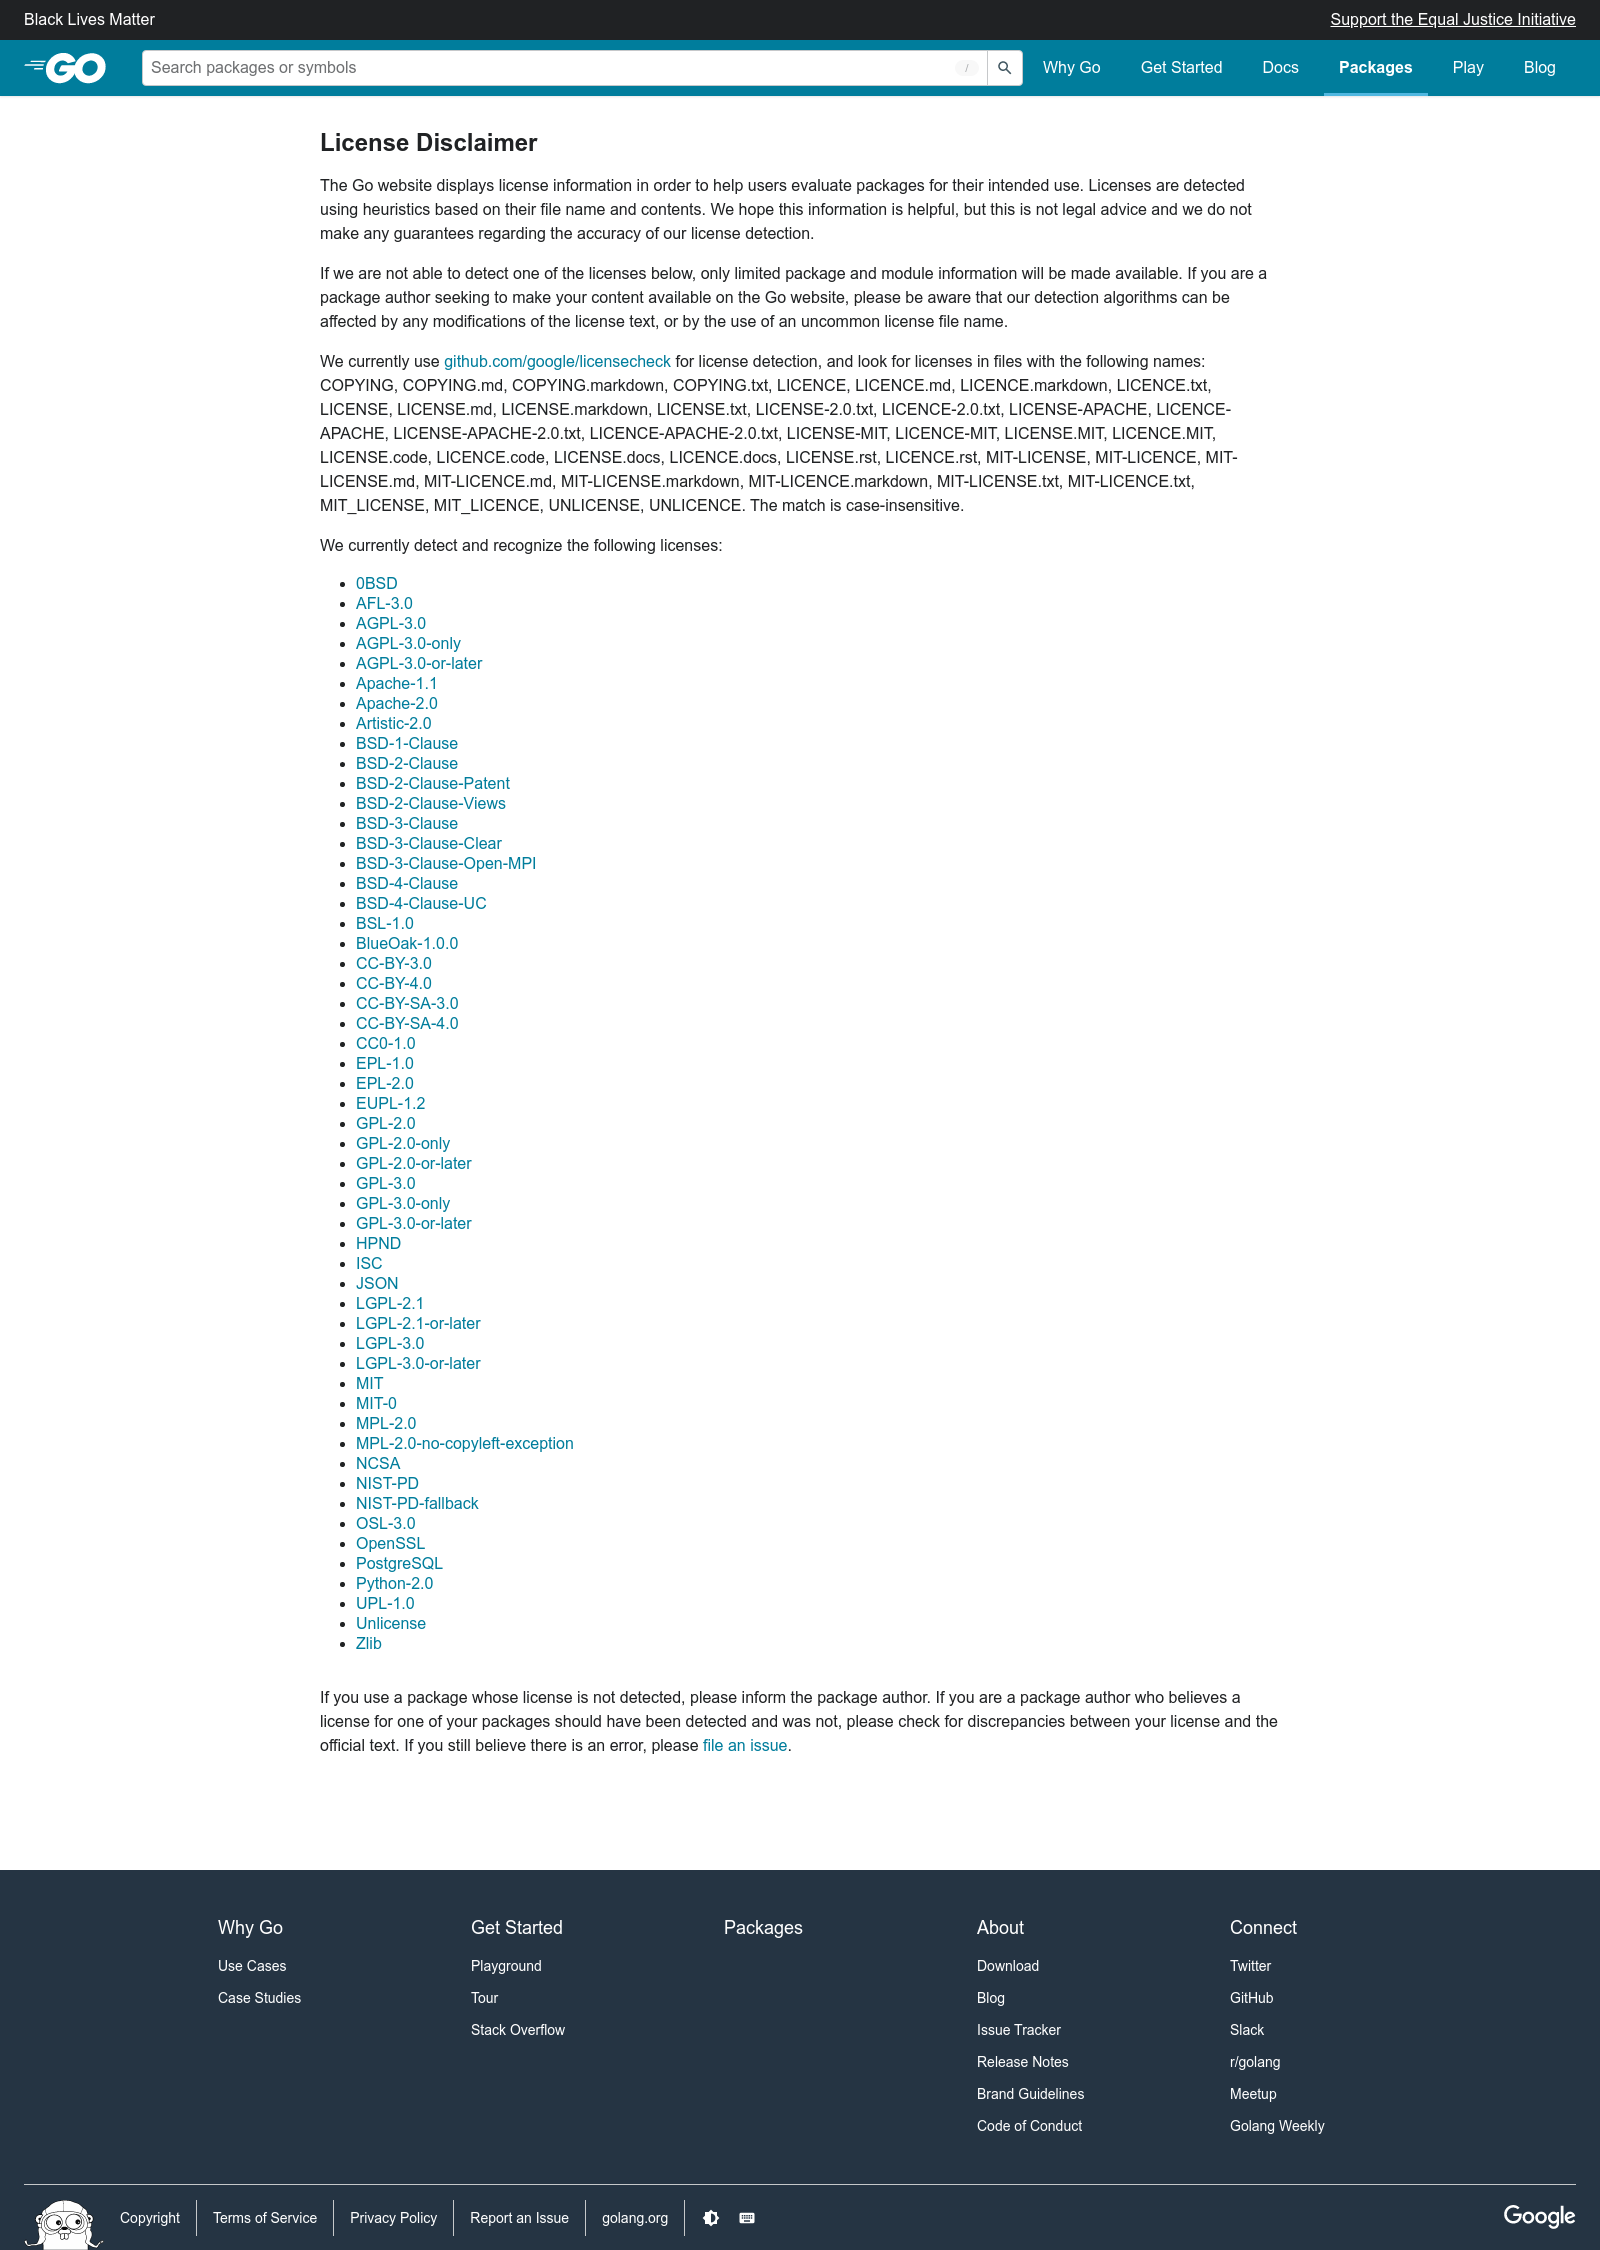 Black Lives Matter
Support the Equal Justice Initiative
GO
Search packages or symbols
/
Why Go
Get Started
Docs
Packages
Play
Blog
License Disclaimer
The Go website displays license information in order to help users evaluate packages for their intended use. Licenses are detected
using heuristics based on their file name and contents. We hope this information is helpful, but this is not legal advice and we do not
make any guarantees regarding the accuracy of our license detection.
If we are not able to detect one of the licenses below, only limited package and module information will be made available. If you are a
package author seeking to make your content available on the Go website, please be aware that our detection algorithms can be
affected by any modifications of the license text, or by the use of an uncommon license file name.
We currently use github.com/google/licensecheck for license detection, and look for licenses in files with the following names:
COPYING, COPYING.md, COPYING.markdown, COPYING.txt, LICENCE, LICENCE.md, LICENCE.markdown, LICENCE.txt,
LICENSE, LICENSE.md, LICENSE.markdown, LICENSE.txt, LICENSE-2.0.txt, LICENCE-2.0.txt, LICENSE-APACHE, LICENCE-
APACHE, LICENSE-APACHE-2.0.txt, LICENCE-APACHE-2.0.txt, LICENSE-MIT, LICENCE-MIT, LICENSE.MIT, LICENCE.MIT,
LICENSE.code, LICENCE.code, LICENSE.docs, LICENCE.docs, LICENSE.rst, LICENCE.rst, MIT-LICENSE, MIT-LICENCE, MIT-
LICENSE.md, MIT-LICENCE.md, MIT-LICENSE.markdown, MIT-LICENCE.markdown, MIT-LICENSE.txt, MIT-LICENCE.txt,
MIT_LICENSE, MIT_LICENCE, UNLICENSE, UNLICENCE. The match is case-insensitive.
We currently detect and recognize the following licenses:
0BSD
AFL-3.0
AGPL-3.0
AGPL-3.0-only
AGPL-3.0-or-later
Apache-1.1
Apache-2.0
Artistic-2.0
BSD-1-Clause
BSD-2-Clause
BSD-2-Clause-Patent
BSD-2-Clause-Views
BSD-3-Clause
BSD-3-Clause-Clear
BSD-3-Clause-Open-MPI
BSD-4-Clause
BSD-4-Clause-UC
BSL-1.0
BlueOak-1.0.0
CC-BY-3.0
CC-BY-4.0
CC-BY-SA-3.0
CC-BY-SA-4.0
CC0-1.0
EPL-1.0
EPL-2.0
EUPL-1.2
GPL-2.0
GPL-2.0-only
GPL-2.0-or-later
GPL-3.0
GPL-3.0-only
GPL-3.0-or-later
HPND
ISC
JSON
LGPL-2.1
LGPL-2.1-or-later
LGPL-3.0
LGPL-3.0-or-later
MIT
MIT-0
MPL-2.0
MPL-2.0-no-copyleft-exception
NCSA
NIST-PD
NIST-PD-fallback
OSL-3.0
OpenSSL
PostgreSQL
Python-2.0
UPL-1.0
Unlicense
Zlib
If you use a package whose license is not detected, please inform the package author. If you are a package author who believes a
license for one of your packages should have been detected and was not, please check for discrepancies between your license and the
official text. If you still believe there is an error, please file an issue.
Why Go
Use Cases
Case Studies
Get Started
Playground
Tour
Stack Overflow
Packages
About
Download
Blog
Issue Tracker
Release Notes
Brand Guidelines
Code of Conduct
Connect
Twitter
GitHub
Slack
r/golang
Meetup
Golang Weekly
Copyright
Terms of Service
Privacy Policy
Report an Issue
golang.org
Google